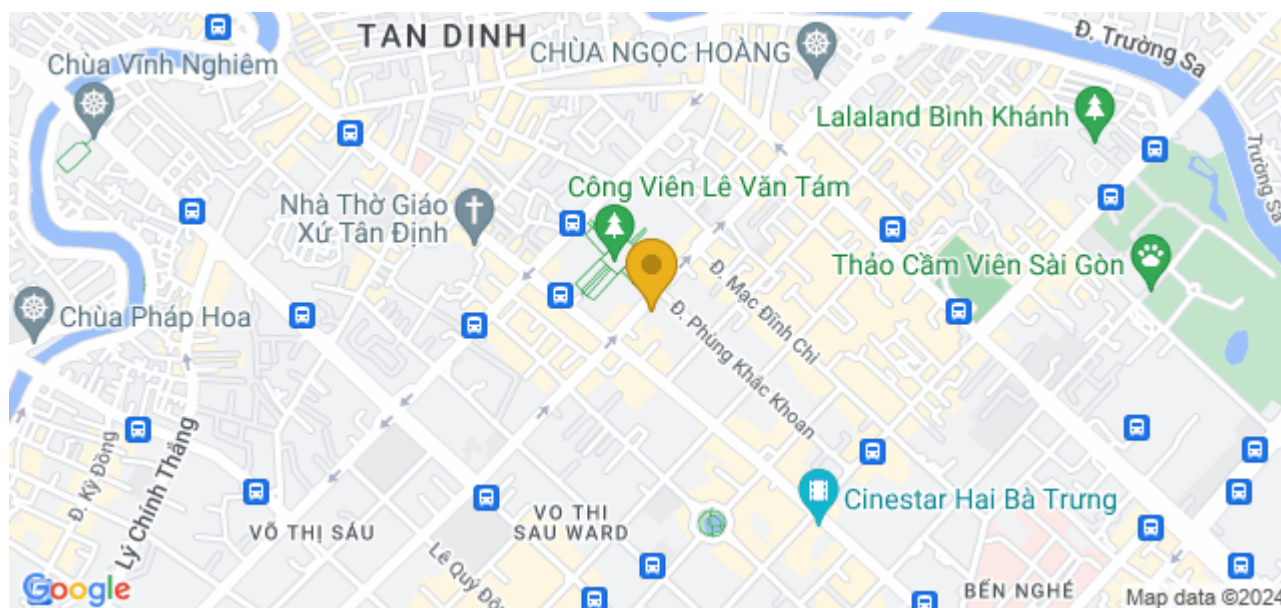 TAN DINH
CHÙA NGỌC HOÀNG
Đ. Trường Sa
Chùa Vĩnh Nghiêm
Lalaland Bình Khánh
Trường Sa
Công Viên Lê Văn Tám
Nhà Thờ Giáo
Xứ Tân Định
Thảo Cầm Viên Sài Gòn
Đ. Mạc Đĩnh Chi
Chùa Pháp Hoa
Đ. Phùng Khắc Khoan
Đ. Kỳ Đồng
Lý Chính Thắng
Cinestar Hai Bà Trưng
VÕ THỊ SÁU
VO THI
SAU WARD
Lê Quý Đô
BẾN NGHÉ
Google
Map data ©2024